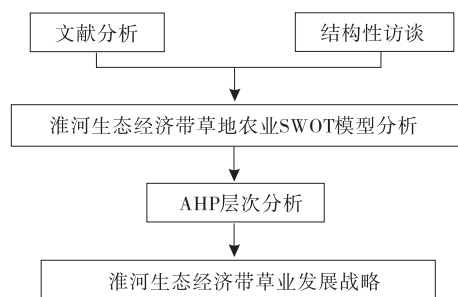 文献分析
结构性访谈
淮河生态经济带草地农业SWOT模型分析
AHP层次分析
淮河生态经济带草业发展战略